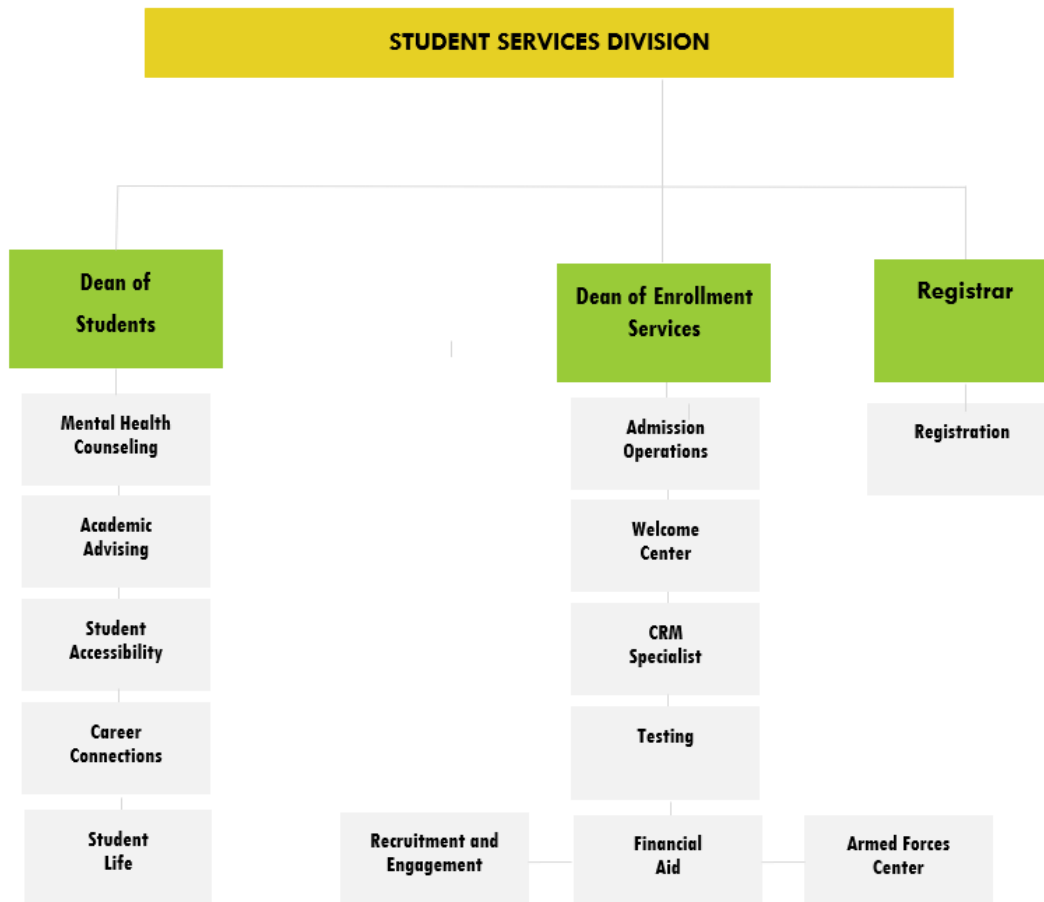 STUDENT SERVICES DIVISION
Dean of
Students
Mental Health
Counseling
Academic
Advising
Student
Accessibility
Career
Connections
Student
Life
Dean of Enrollment
Services
Admission
Operations
Welcome
Center
CRM
Specialist
Testing
Recruitment and
Engagement
Financial
Aid
Armed Forces
Center
Registrar
Registration